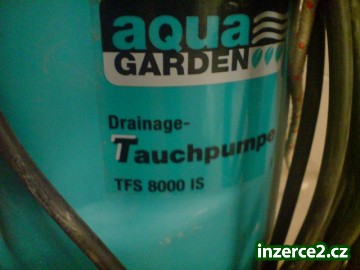 aqua
GARDEN
Drainage-
Tauchpumpe
TFS 8000 IS
inzerce2.cz